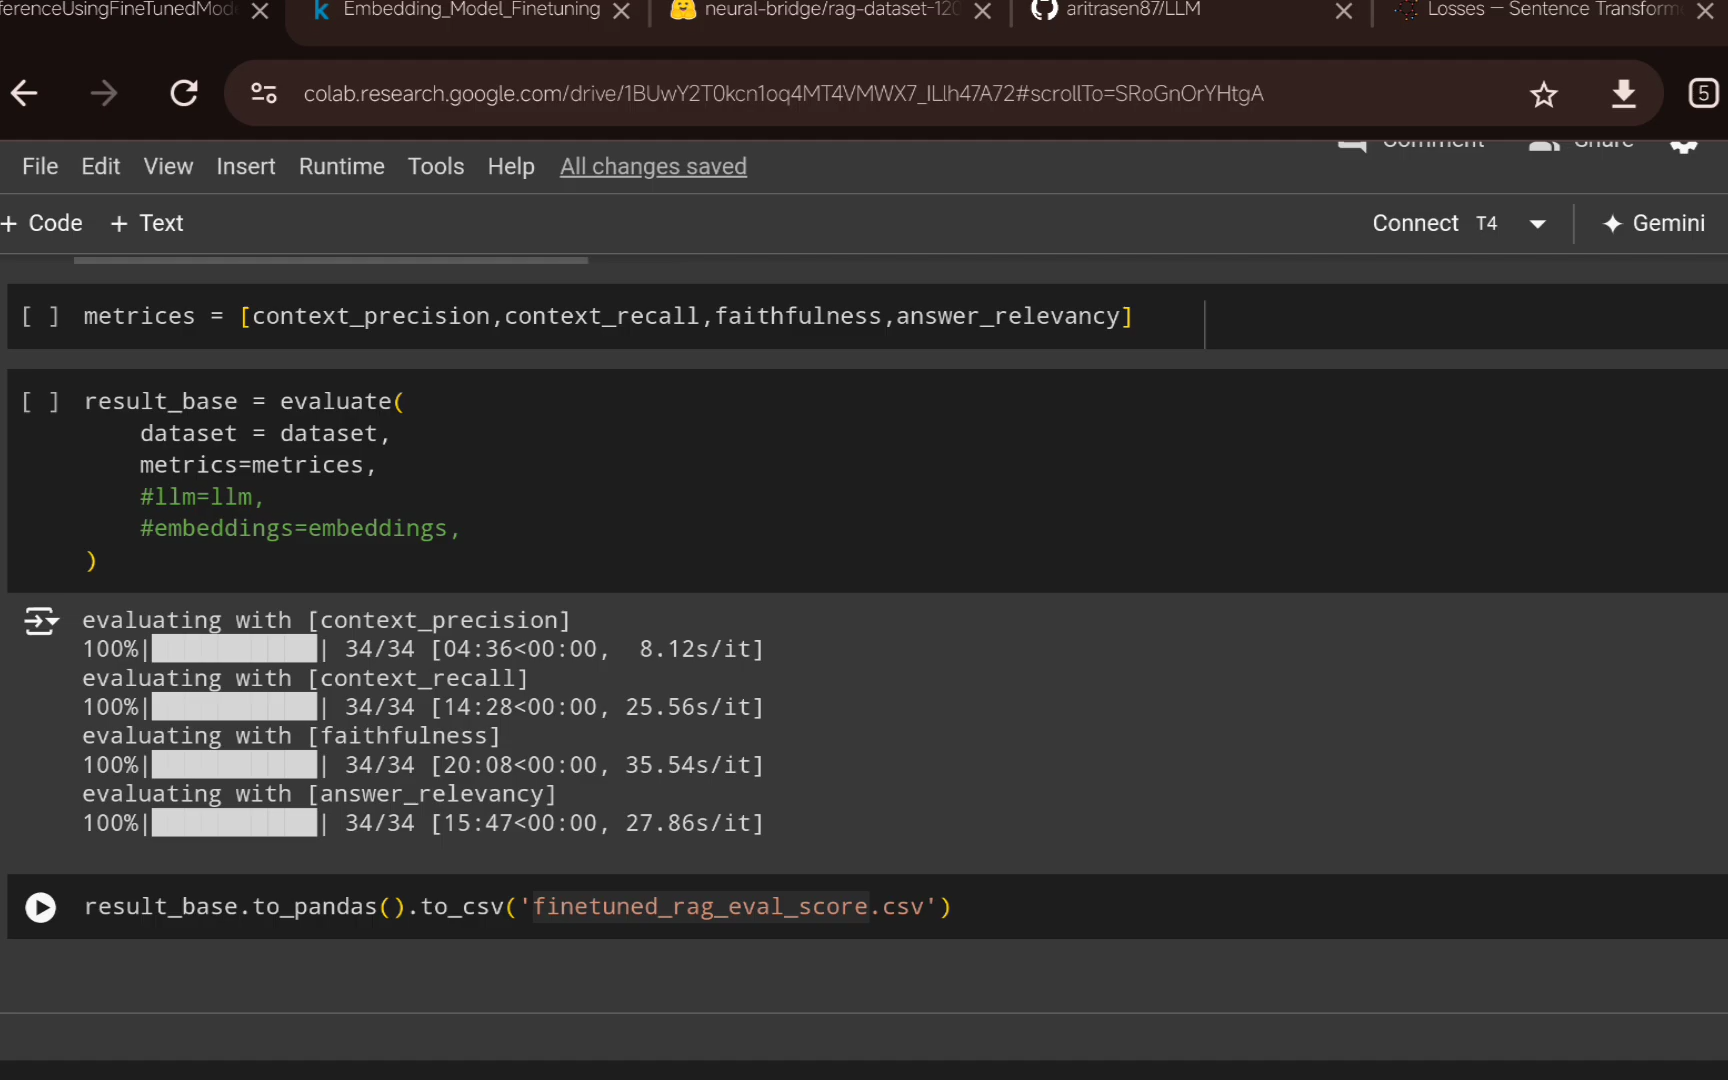 Embedding_Model_Finetuning
neural-bridge/rag-dataset-120
aritrasen87/LLM
Losses — Sentence Transform
colab.research.google.com/drive/1BUwY2T0kcn1oq4MT4VMWX7_ILlh47A72#scrollTo=SRoGnOrYHtgA
5
File Edit View Insert Runtime Tools Help All changes saved
+ Code + Text
Connect T4 Gemini
[ ] metrices = [context_precision,context_recall,faithfulness,answer_relevancy]
[ ] result_base = evaluate(
dataset = dataset,
metrics=metrices,
#llm=llm,
#embeddings=embeddings,
)
evaluating with [context_precision]
100%|██████████| 34/34 [04:36<00:00,  8.12s/it]
evaluating with [context_recall]
100%|██████████| 34/34 [14:28<00:00, 25.56s/it]
evaluating with [faithfulness]
100%|██████████| 34/34 [20:08<00:00, 35.54s/it]
evaluating with [answer_relevancy]
100%|██████████| 34/34 [15:47<00:00, 27.86s/it]
result_base.to_pandas().to_csv('finetuned_rag_eval_score.csv')